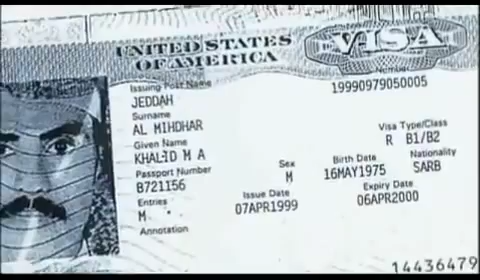 UNITED STATES
OF AMERICA
VISA
Issuing Post Name
JEDDAH
Number
19990979050005
Surname
AL MIHDHAR
Given Name
KHALID M A
Visa Type/Class
R B1/B2
Passport Number
B721156
Sex
M
Birth Date
16MAY1975
Nationality
SARB
Entries
M
Issue Date
07APR1999
Expiry Date
06APR2000
Annotation
14436479